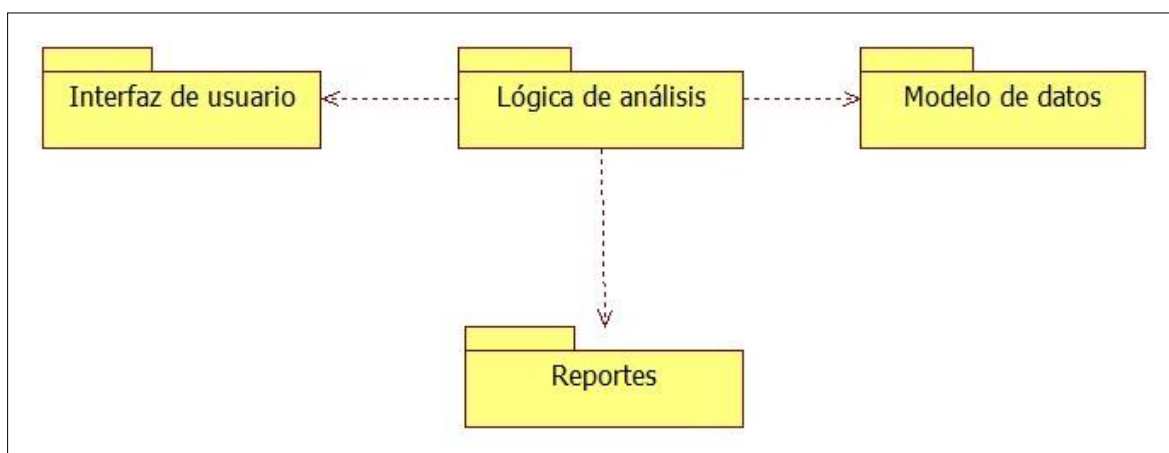 Interfaz de usuario
Lógica de análisis
Modelo de datos
Reportes